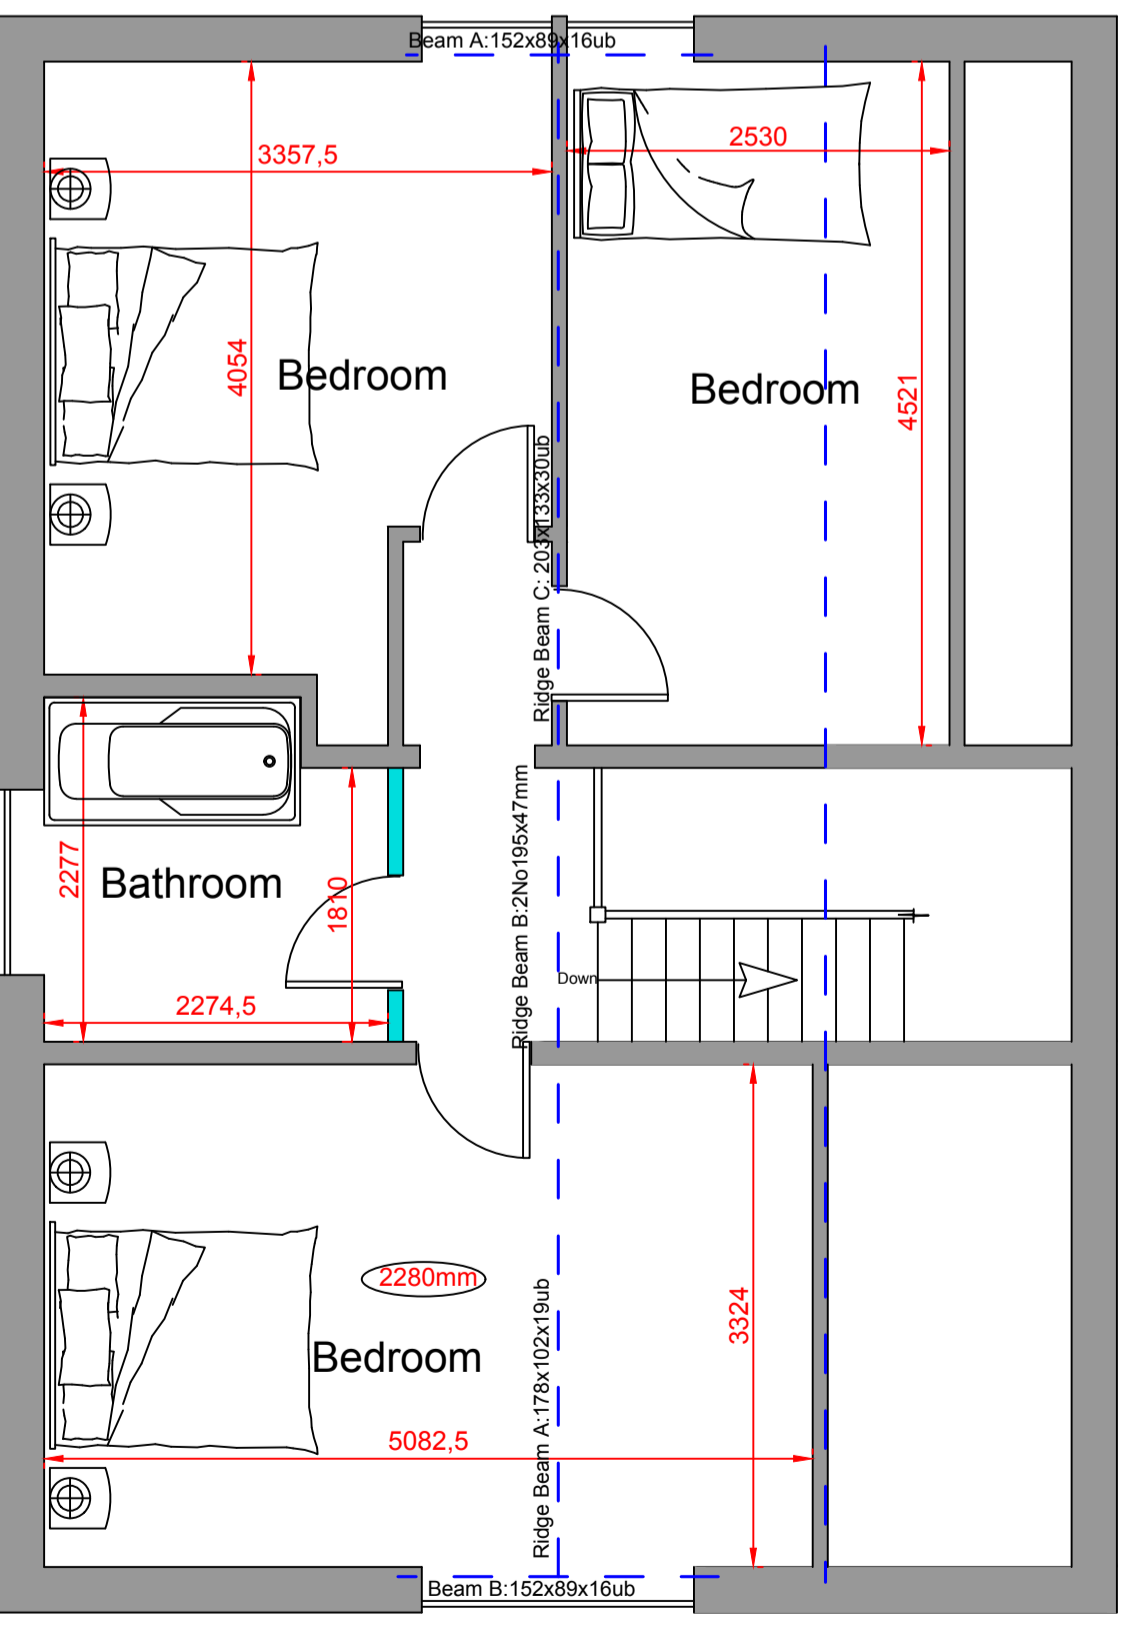 Beam A:152x89x16ub
2530
3357,5
4054
Bedroom
Bedroom
4521
Ridge Beam C: 203x133x30ub
Ridge Beam B:2No195x47mm
2277
Bathroom
1810
Down
2274,5
2280mm
3324
Bedroom
Ridge Beam A:178x102x19ub
5082,5
Beam B:152x89x16ub